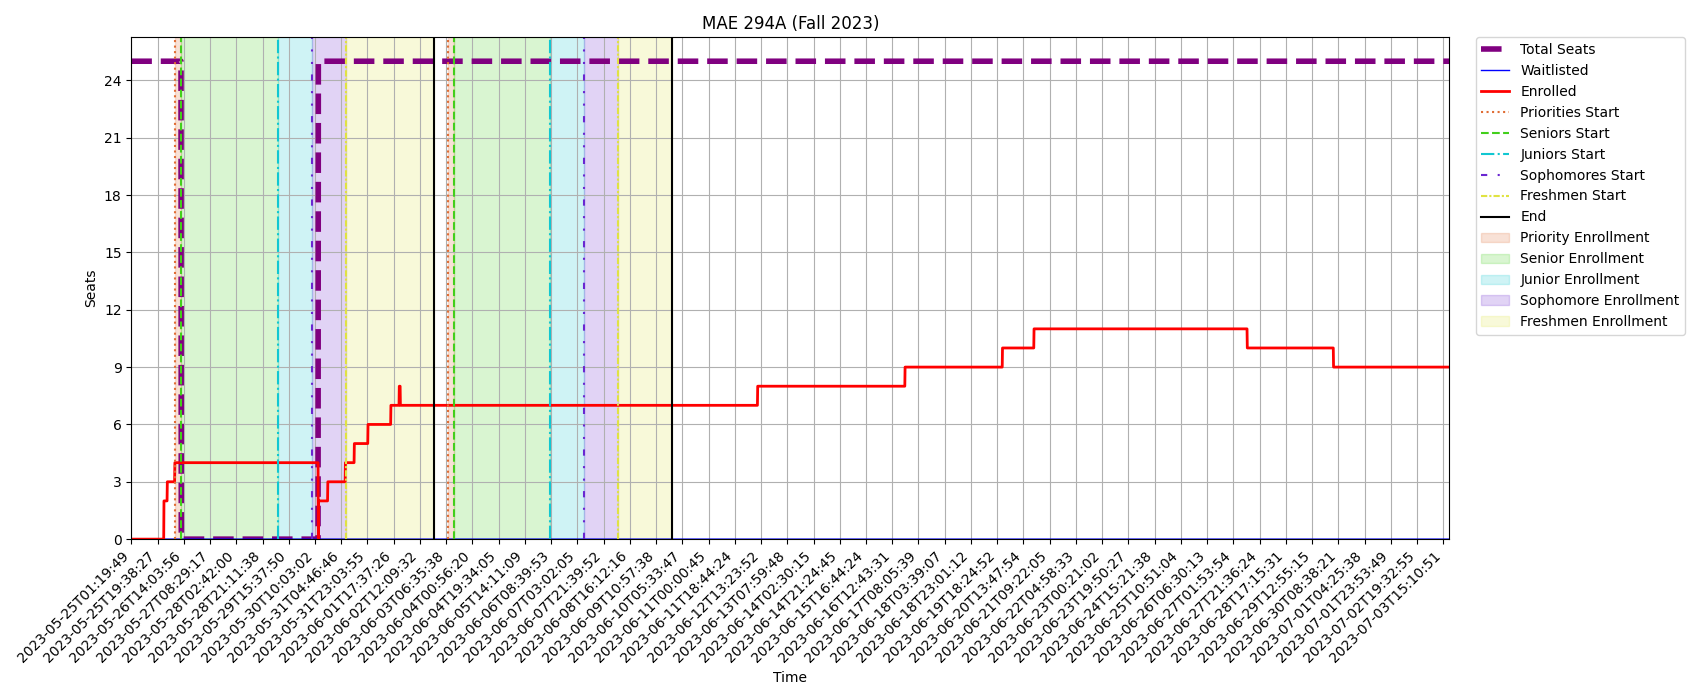 MAE 294A (Fall 2023)
Total Seats
Waitlisted
Enrolled
Priorities Start
Seniors Start
Juniors Start
Sophomores Start
Freshmen Start
End
Priority Enrollment
Senior Enrollment
Junior Enrollment
Sophomore Enrollment
Freshmen Enrollment
Seats
24
21
18
15
12
9
6
3
0
2023-05-25T01:19:49
2023-05-25T19:38:27
2023-05-26T14:03:56
2023-05-27T08:29:17
2023-05-28T02:42:00
2023-05-28T21:11:38
2023-05-29T15:37:50
2023-05-30T10:03:02
2023-05-31T04:46:46
2023-05-31T23:03:55
2023-06-01T17:37:26
2023-06-02T12:09:32
2023-06-03T06:35:38
2023-06-04T00:56:20
2023-06-04T19:34:05
2023-06-05T14:11:09
2023-06-06T08:39:53
2023-06-07T03:02:05
2023-06-07T21:39:52
2023-06-08T16:12:16
2023-06-09T10:57:38
2023-06-10T05:33:47
2023-06-11T00:00:45
2023-06-11T18:44:24
2023-06-12T13:23:52
2023-06-13T07:59:48
2023-06-14T02:30:15
2023-06-14T21:24:45
2023-06-15T16:44:24
2023-06-16T12:43:31
2023-06-17T08:05:39
2023-06-18T03:39:07
2023-06-18T23:01:12
2023-06-19T18:24:52
2023-06-20T13:47:54
2023-06-21T09:22:05
2023-06-22T04:58:33
2023-06-23T00:21:02
2023-06-23T19:50:27
2023-06-24T15:21:38
2023-06-25T10:51:04
2023-06-26T06:30:13
2023-06-27T01:53:54
2023-06-27T21:36:24
2023-06-28T17:15:31
2023-06-29T12:55:15
2023-06-30T08:38:21
2023-07-01T04:25:38
2023-07-01T23:53:49
2023-07-02T19:32:55
2023-07-03T15:10:51
Time